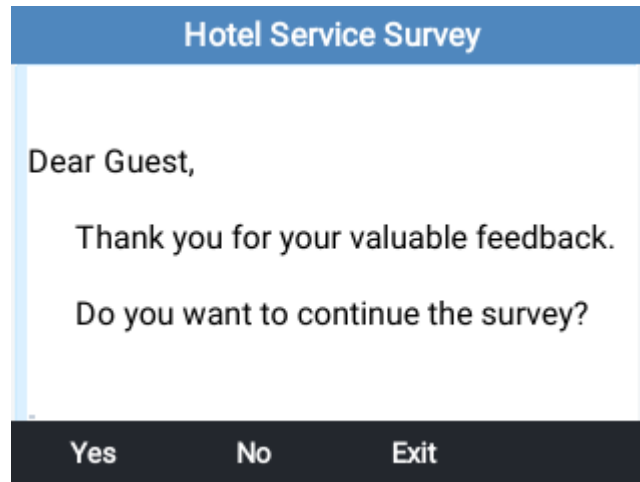 Hotel Service Survey
Dear Guest,
Thank you for your valuable feedback.
Do you want to continue the survey?
Yes No Exit